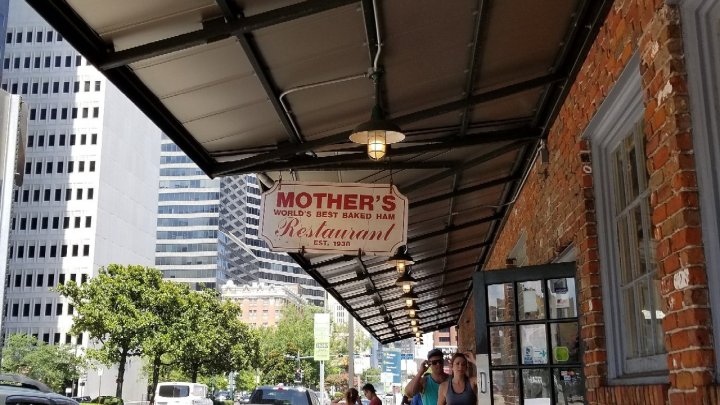 MOTHER'S
WORLD'S BEST BAKED HAM
Restaurant
EST. 1938